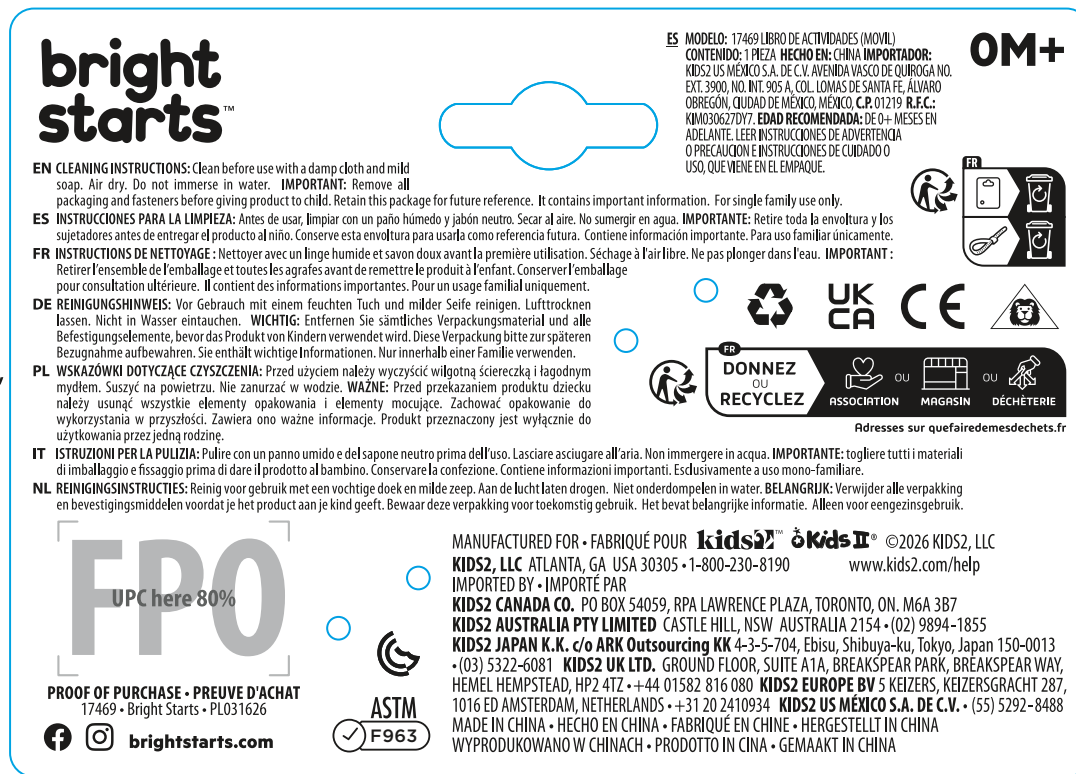 bright
starts™
ES MODELO: 17469 LIBRO DE ACTIVIDADES (MOVIL)
CONTENIDO: 1 PIEZA HECHO EN: CHINA IMPORTADOR:
KIDS2 US MÉXICO S.A. DE C.V. AVENIDA VASCO DE QUIROGA NO.
EXT. 3900, NO. INT. 905 A, COL. LOMAS DE SANTA FE, ÁLVARO
OBREGÓN, CIUDAD DE MÉXICO, MÉXICO, C.P. 01219 R.F.C.:
KIM030627DY7. EDAD RECOMENDADA: DE 0+ MESES EN
ADELANTE. LEER INSTRUCCIONES DE ADVERTENCIA
O PRECAUCION E INSTRUCCIONES DE CUIDADO O
USO, QUE VIENE EN EL EMPAQUE.
0M+
FR
EN CLEANING INSTRUCTIONS: Clean before use with a damp cloth and mild
soap. Air dry. Do not immerse in water. IMPORTANT: Remove all
packaging and fasteners before giving product to child. Retain this package for future reference. It contains important information. For single family use only.
ES INSTRUCCIONES PARA LA LIMPIEZA: Antes de usar, limpiar con un paño húmedo y jabón neutro. Secar al aire. No sumergir en agua. IMPORTANTE: Retire toda la envoltura y los
sujetadores antes de entregar el producto al niño. Conserve esta envoltura para usarla como referencia futura. Contiene información importante. Para uso familiar únicamente.
FR INSTRUCTIONS DE NETTOYAGE : Nettoyer avec un linge humide et savon doux avant la première utilisation. Séchage à l'air libre. Ne pas plonger dans l'eau. IMPORTANT :
Retirer l'ensemble de l'emballage et toutes les agrafes avant de remettre le produit à l'enfant. Conserver l'emballage
pour consultation ultérieure. Il contient des informations importantes. Pour un usage familial uniquement.
DE REINIGUNGSHINWEIS: Vor Gebrauch mit einem feuchten Tuch und milder Seife reinigen. Lufttrocknen
lassen. Nicht in Wasser eintauchen. WICHTIG: Entfernen Sie sämtliches Verpackungsmaterial und alle
Befestigungselemente, bevor das Produkt von Kindern verwendet wird. Diese Verpackung bitte zur späteren
Bezugnahme aufbewahren. Sie enthält wichtige Informationen. Nur innerhalb einer Familie verwenden.
PL WSKAZÓWKI DOTYCZĄCE CZYSZCZENIA: Przed użyciem należy wyczyścić wilgotną ściereczką i łagodnym
mydłem. Suszyć na powietrzu. Nie zanurzać w wodzie. WAŻNE: Przed przekazaniem produktu dziecku
należy usunąć wszystkie elementy opakowania i elementy mocujące. Zachować opakowanie do
wykorzystania w przyszłości. Zawiera ono ważne informacje. Produkt przeznaczony jest wyłącznie do
użytkowania przez jedną rodzinę.
UK
CA
CE
FR
DONNEZ
OU
RECYCLEZ
ASSOCIATION OU MAGASIN OU DÉCHÈTERIE
Adresses sur quefairedemesdechets.fr
IT ISTRUZIONI PER LA PULIZIA: Pulire con un panno umido e del sapone neutro prima dell'uso. Lasciare asciugare all'aria. Non immergere in acqua. IMPORTANTE: togliere tutti i materiali
di imballaggio e fissaggio prima di dare il prodotto al bambino. Conservare la confezione. Contiene informazioni importanti. Esclusivamente a uso mono-familiare.
NL REINIGINGSINSTRUCTIES: Reinig voor gebruik met een vochtige doek en milde zeep. Aan de lucht laten drogen. Niet onderdompelen in water. BELANGRIJK: Verwijder alle verpakking
en bevestigingsmiddelen voordat je het product aan je kind geeft. Bewaar deze verpakking voor toekomstig gebruik. Het bevat belangrijke informatie. Alleen voor eengezinsgebruik.
FPO
UPC here 80%
PROOF OF PURCHASE • PREUVE D'ACHAT
17469 • Bright Starts • PL031626
brightstarts.com
ASTM
F963
MANUFACTURED FOR • FABRIQUÉ POUR kids2™ Kids II® ©2026 KIDS2, LLC
KIDS2, LLC ATLANTA, GA USA 30305 • 1-800-230-8190 www.kids2.com/help
IMPORTED BY • IMPORTÉ PAR
KIDS2 CANADA CO. PO BOX 54059, RPA LAWRENCE PLAZA, TORONTO, ON. M6A 3B7
KIDS2 AUSTRALIA PTY LIMITED CASTLE HILL, NSW AUSTRALIA 2154 • (02) 9894-1855
KIDS2 JAPAN K.K. c/o ARK Outsourcing KK 4-3-5-704, Ebisu, Shibuya-ku, Tokyo, Japan 150-0013
• (03) 5322-6081 KIDS2 UK LTD. GROUND FLOOR, SUITE A1A, BREAKSPEAR PARK, BREAKSPEAR WAY,
HEMEL HEMPSTEAD, HP2 4TZ • +44 01582 816 080 KIDS2 EUROPE BV 5 KEIZERS, KEIZERSGRACHT 287,
1016 ED AMSTERDAM, NETHERLANDS • +31 20 2410934 KIDS2 US MÉXICO S.A. DE C.V. • (55) 5292-8488
MADE IN CHINA • HECHO EN CHINA • FABRIQUÉ EN CHINE • HERGESTELLT IN CHINA
WYPRODUKOWANO W CHINACH • PRODOTTO IN CINA • GEMAAKT IN CHINA